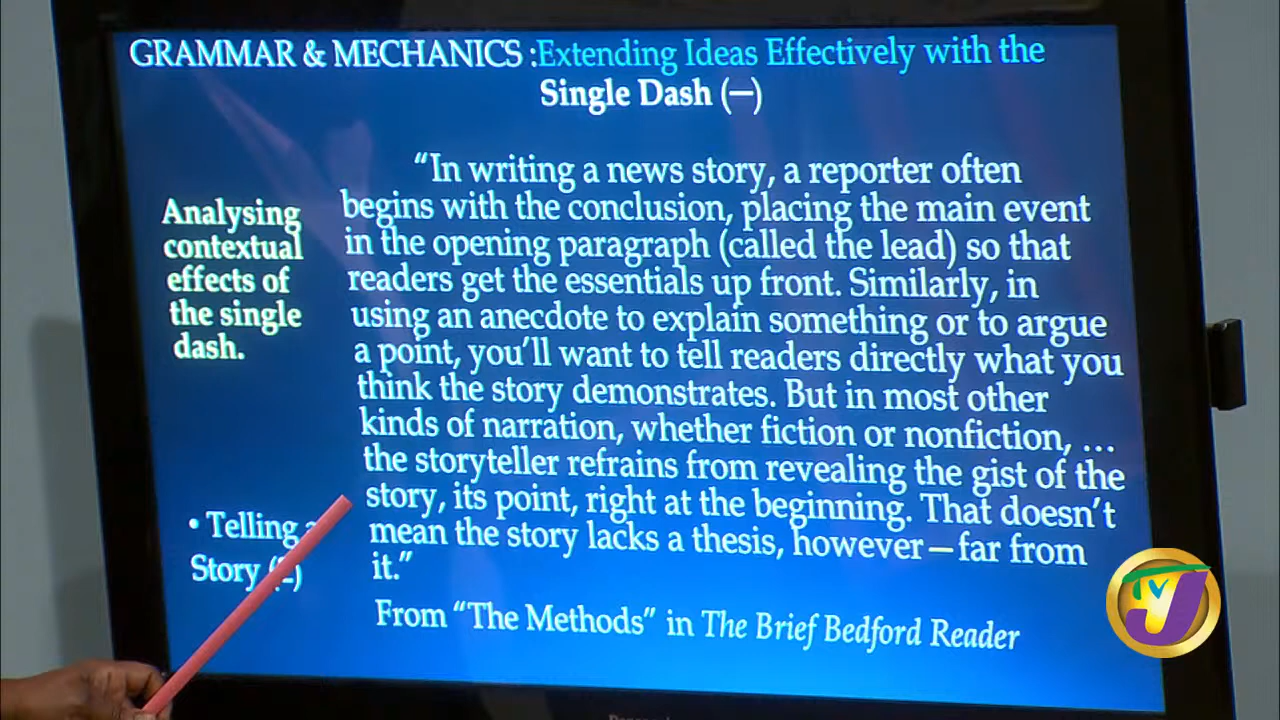 GRAMMAR & MECHANICS :Extending Ideas Effectively with the
Single Dash (—)
Analysing
contextual
effects of
the single
dash.
“In writing a news story, a reporter often
begins with the conclusion, placing the main event
in the opening paragraph (called the lead) so that
readers get the essentials up front. Similarly, in
using an anecdote to explain something or to argue
a point, you’ll want to tell readers directly what you
think the story demonstrates. But in most other
kinds of narration, whether fiction or nonfiction, …
the storyteller refrains from revealing the gist of the
story, its point, right at the beginning. That doesn’t
mean the story lacks a thesis, however—far from
it.”
• Telling a
Story (–)
From “The Methods” in The Brief Bedford Reader
TVJ